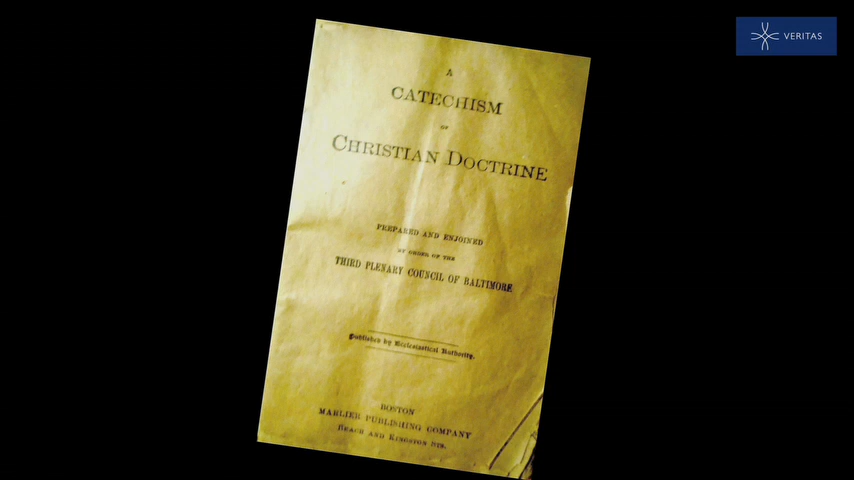 VERITAS
A
CATECHISM
OF
CHRISTIAN DOCTRINE
PREPARED AND ENJOINED
BY ORDER OF THE
THIRD PLENARY COUNCIL OF BALTIMORE
Published by Ecclesiastical Authority.
BOSTON
MARLIER PUBLISHING COMPANY
BEACH AND KINGSTON STS.